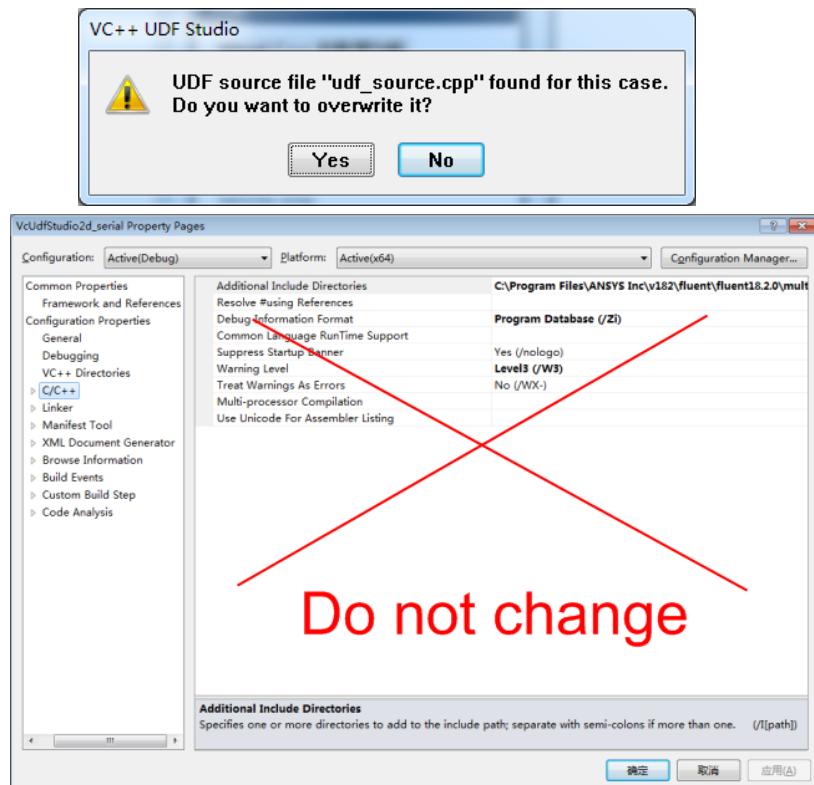 VC++ UDF Studio
UDF source file "udf_source.cpp" found for this case.
Do you want to overwrite it?
Yes
No
VcUdfStudio2d_serial Property Pages
Configuration: Active(Debug) Platform: Active(x64) Configuration Manager...
Common Properties
Framework and References
Configuration Properties
General
Debugging
VC++ Directories
C/C++
Linker
Manifest Tool
XML Document Generator
Browse Information
Build Events
Custom Build Step
Code Analysis
Additional Include Directories C:\Program Files\ANSYS Inc\v182\fluent\fluent18.2.0\mult
Resolve #using References
Debug Information Format Program Database (/Zi)
Common Language RunTime Support
Suppress Startup Banner Yes (/nologo)
Warning Level Level3 (/W3)
Treat Warnings As Errors No (/WX-)
Multi-processor Compilation
Use Unicode For Assembler Listing
Do not change
Additional Include Directories
Specifies one or more directories to add to the include path; separate with semi-colons if more than one. (/I[path])
确定 取消 应用(A)